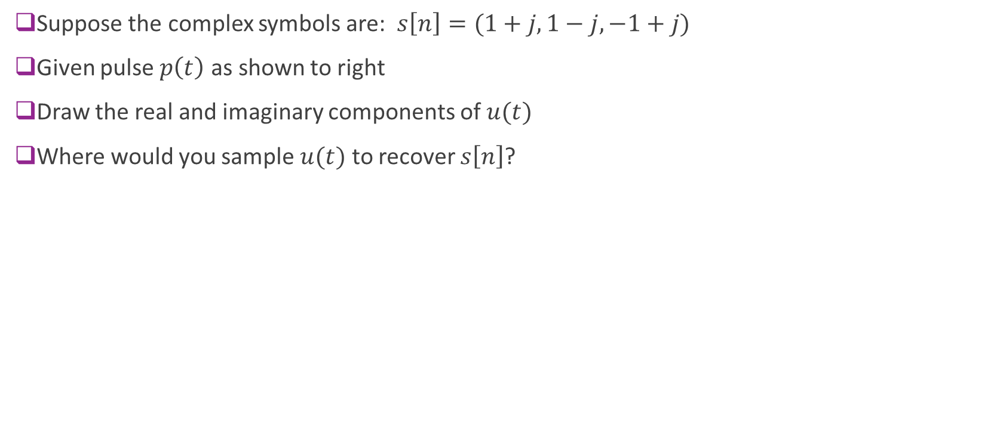 ❑Suppose the complex symbols are: s[n] = (1 + j, 1 − j, −1 + j)
❑Given pulse p(t) as shown to right
❑Draw the real and imaginary components of u(t)
❑Where would you sample u(t) to recover s[n]?